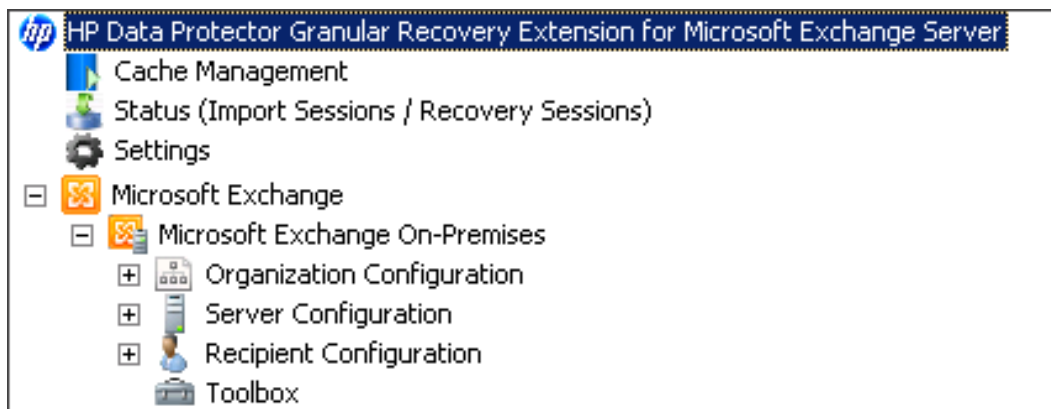 hp HP Data Protector Granular Recovery Extension for Microsoft Exchange Server
Cache Management
Status (Import Sessions / Recovery Sessions)
Settings
Microsoft Exchange
Microsoft Exchange On-Premises
Organization Configuration
Server Configuration
Recipient Configuration
Toolbox